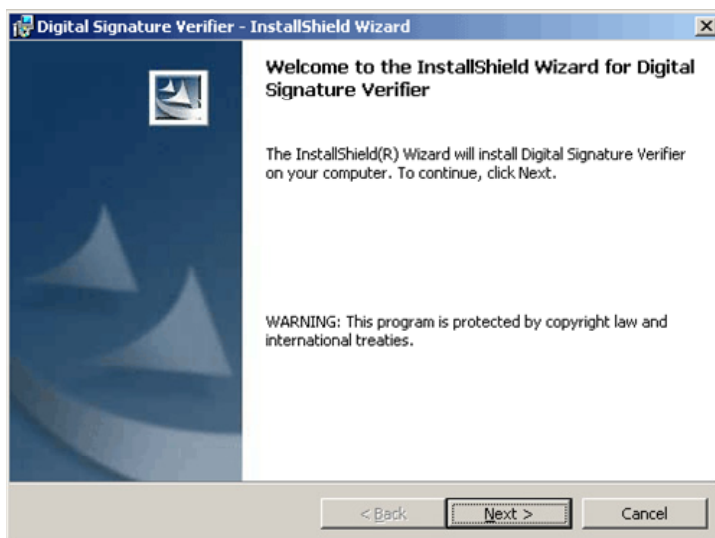 Digital Signature Verifier - InstallShield Wizard
Welcome to the InstallShield Wizard for Digital
Signature Verifier
The InstallShield(R) Wizard will install Digital Signature Verifier
on your computer. To continue, click Next.
WARNING: This program is protected by copyright law and
international treaties.
< Back
Next >
Cancel